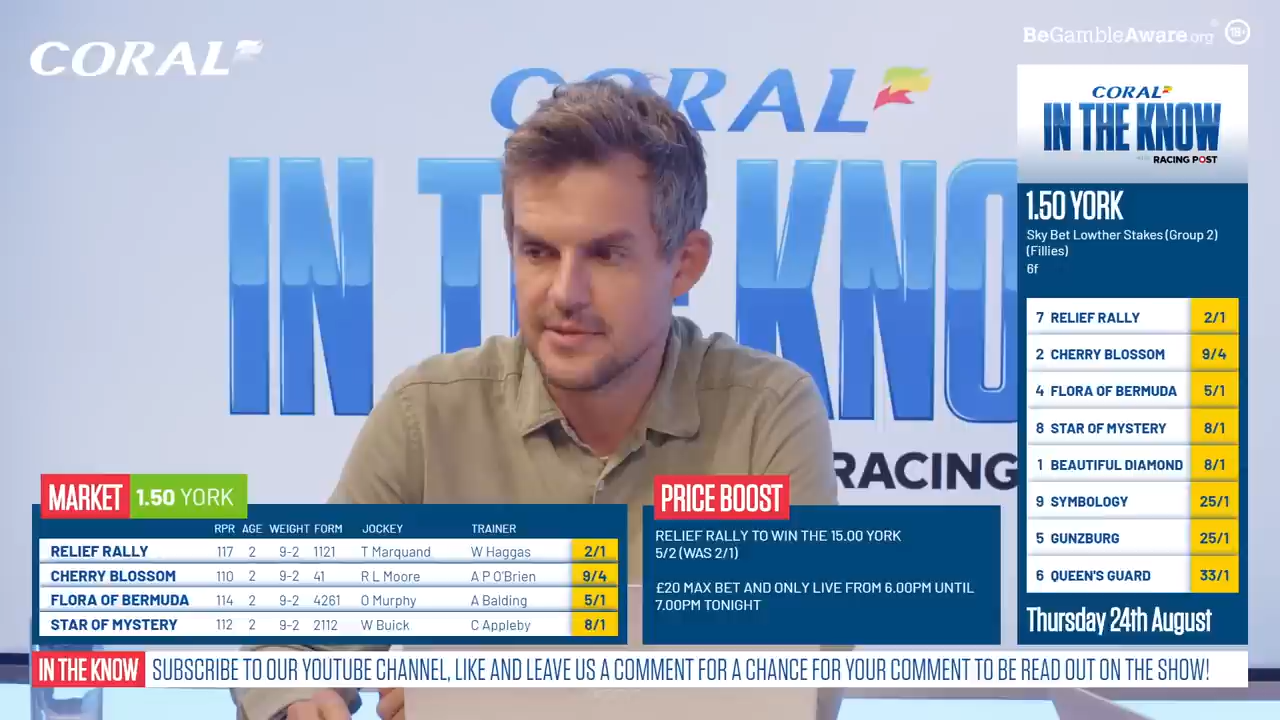 CORAL
BeGambleAware.org 18+
CORAL
IN THE KNO
RACING
CORAL
IN THE KNOW
WITH RACING POST
1.50 YORK
Sky Bet Lowther Stakes (Group 2)
(Fillies)
6f
7 RELIEF RALLY 2/1
2 CHERRY BLOSSOM 9/4
4 FLORA OF BERMUDA 5/1
8 STAR OF MYSTERY 8/1
1 BEAUTIFUL DIAMOND 8/1
9 SYMBOLOGY 25/1
5 GUNZBURG 25/1
6 QUEEN'S GUARD 33/1
Thursday 24th August
MARKET 1.50 YORK
RPR AGE WEIGHT FORM JOCKEY TRAINER
RELIEF RALLY 117 2 9-2 1121 T Marquand W Haggas 2/1
CHERRY BLOSSOM 110 2 9-2 41 R L Moore A P O'Brien 9/4
FLORA OF BERMUDA 114 2 9-2 4261 O Murphy A Balding 5/1
STAR OF MYSTERY 112 2 9-2 2112 W Buick C Appleby 8/1
PRICE BOOST
RELIEF RALLY TO WIN THE 15.00 YORK
5/2 (WAS 2/1)
£20 MAX BET AND ONLY LIVE FROM 6.00PM UNTIL
7.00PM TONIGHT
IN THE KNOW SUBSCRIBE TO OUR YOUTUBE CHANNEL, LIKE AND LEAVE US A COMMENT FOR A CHANCE FOR YOUR COMMENT TO BE READ OUT ON THE SHOW!